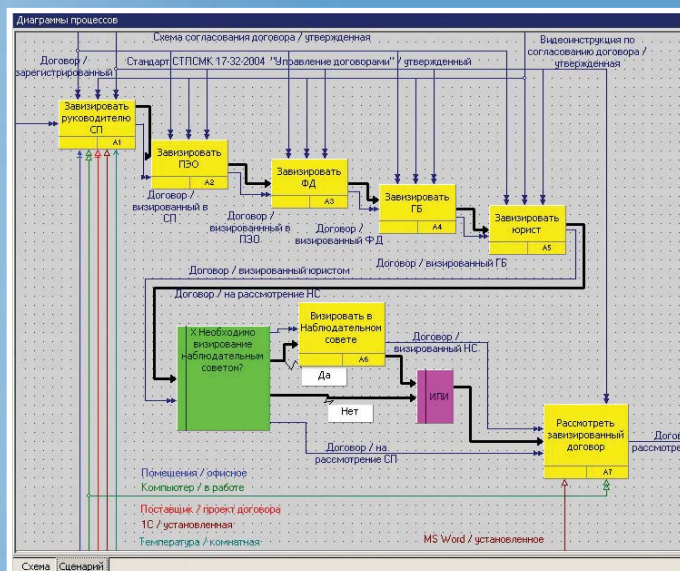 Диаграммы процессов
Схема согласования договора / утвержденная
Видеоинструкция по
согласованию договора /
утвержденная
Договор /
зарегистрированный
Стандарт СТПСМК 17-32-2004 "Управление договорами" / утвержденный
Завизировать
руководителю
СП
A1
Завизировать
ПЭО
A2
Завизировать
ФД
A3
Завизировать
ГБ
A4
Завизировать
юрист
A5
Договор /
визированный в
СП
Договор /
визированный в
ПЭО
Договор /
визированный ФД
Договор / визированный ГБ
Договор / визированный юристом
Договор / на рассмотрение НС
X Необходимо
визирование
наблюдательным
советом?
Визировать в
Наблюдательном
совете
A6
Договор /
визированный НС
Да
Нет
ИЛИ
Рассмотреть
завизированный
договор
A7
Договор / на
рассмотрение СП
Помещения / офисное
Компьютер / в работе
Поставщик / проект договора
1С / установленная
Температура / комнатная
MS Word / установленное
Схема
Сценарий